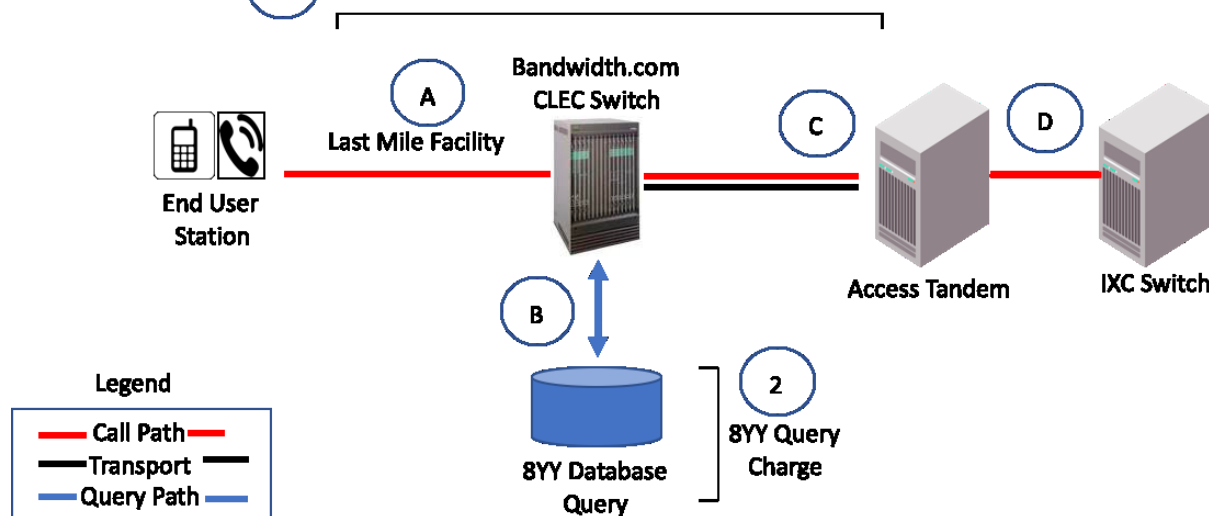 Bandwidth.com
CLEC Switch
A
C
D
Last Mile Facility
End User
Station
Access Tandem
IXC Switch
B
2
Legend
Call Path
Transport
Query Path
8YY Query
Charge
8YY Database
Query